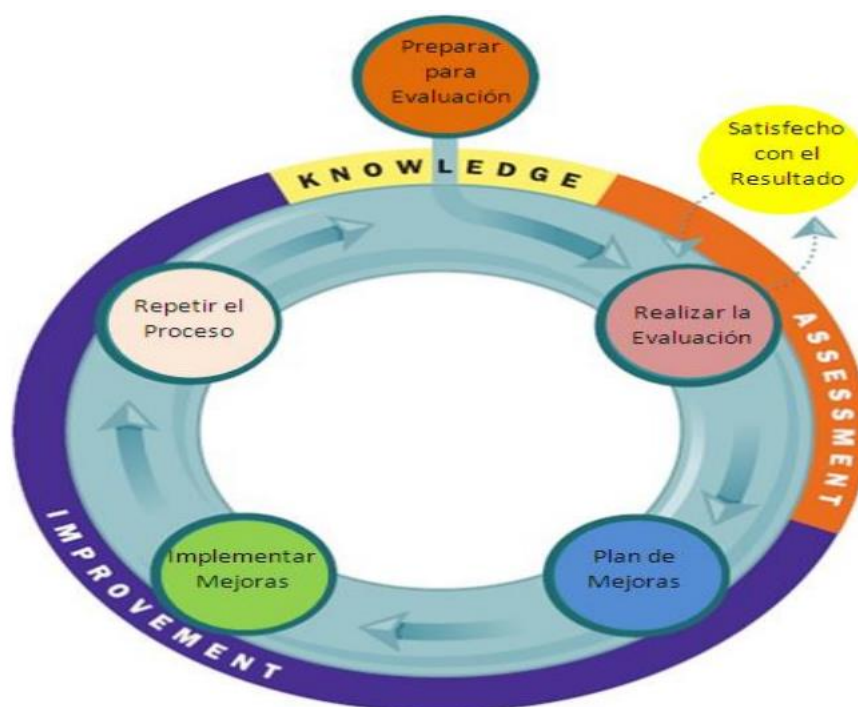 Preparar
para
Evaluación
Satisfecho
con el
Resultado
KNOWLEDGE
Repetir el
Proceso
Realizar la
Evaluación
ASSESSMENT
Implementar
Mejoras
Plan de
Mejoras
IMPROVEMENT